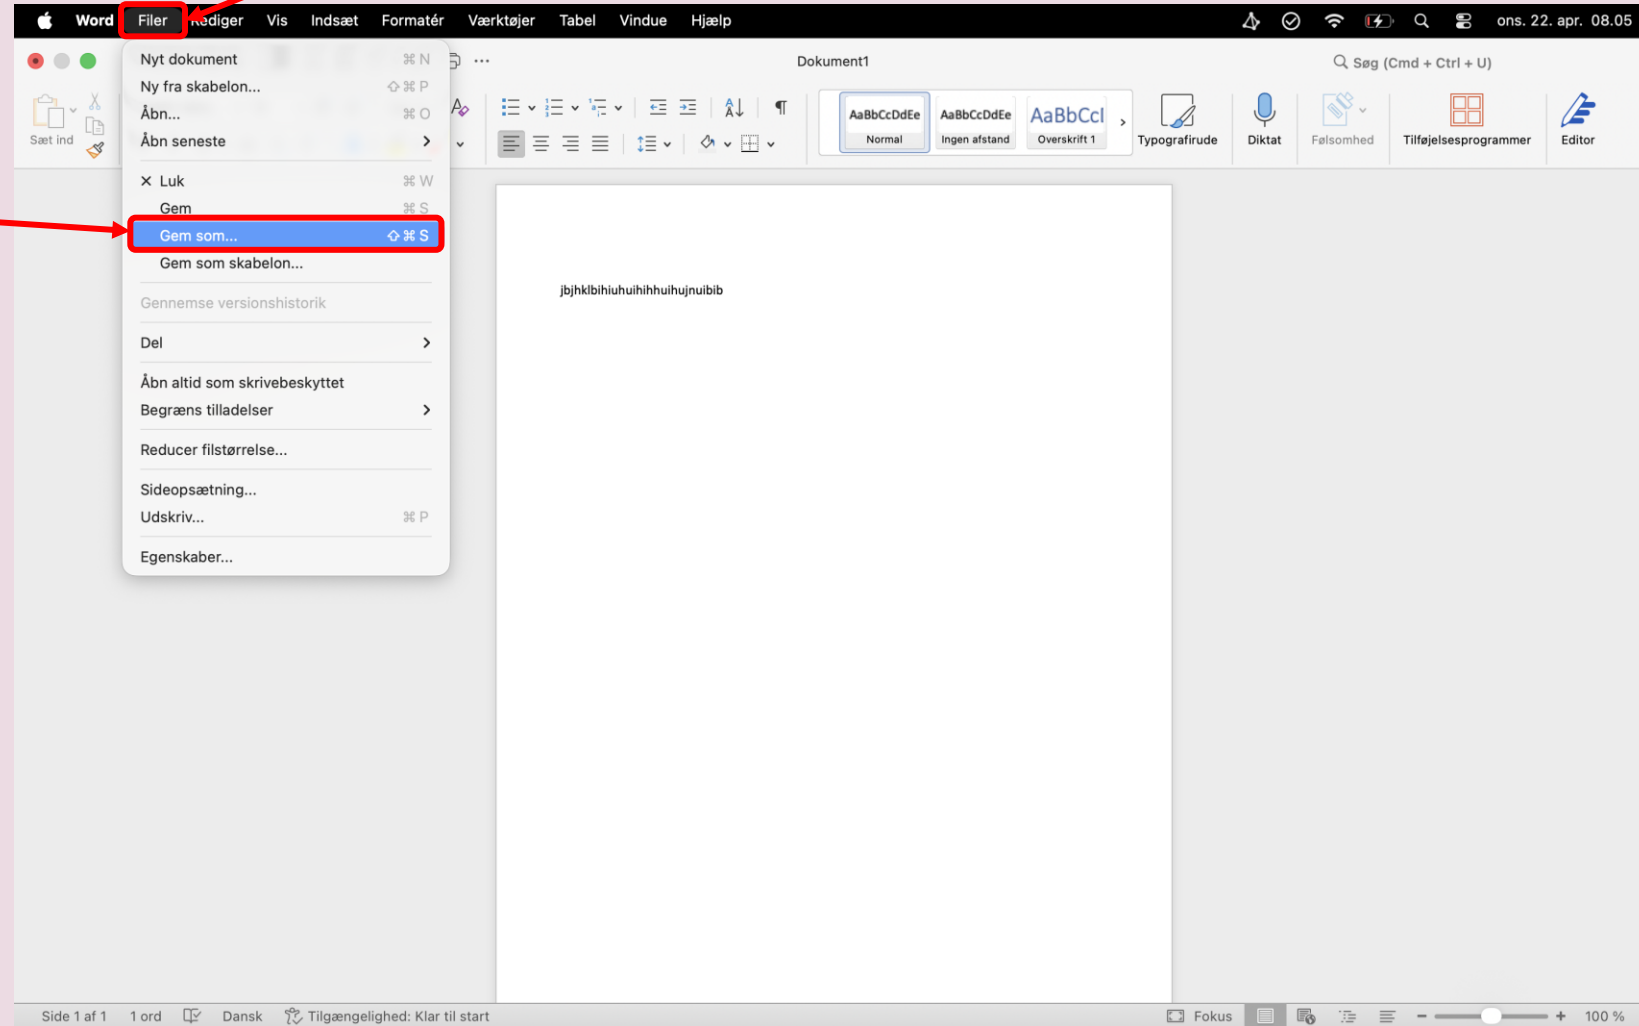 Word Filer Rediger Vis Indsæt Formatér Værktøjer Tabel Vindue Hjælp ons. 22. apr. 08.05
Dokument1
Søg (Cmd + Ctrl + U)
Sæt ind
AaBbCcDdEe AaBbCcDdEe AaBbCcI
Normal Ingen afstand Overskrift 1
Typografirude Diktat Følsomhed Tilføjelsesprogrammer Editor
Nyt dokument ⌘ N
Ny fra skabelon... ⇧ ⌘ P
Åbn... ⌘ O
Åbn seneste
Luk ⌘ W
Gem ⌘ S
Gem som... ⇧ ⌘ S
Gem som skabelon...
Gennemse versionshistorik
Del
Åbn altid som skrivebeskyttet
Begræns tilladelser
Reducer filstørrelse...
Sideopsætning...
Udskriv... ⌘ P
Egenskaber...
jbjhklbihiuhuihihhuihujnuibib
Side 1 af 1 1 ord Dansk Tilgængelighed: Klar til start Fokus 100 %